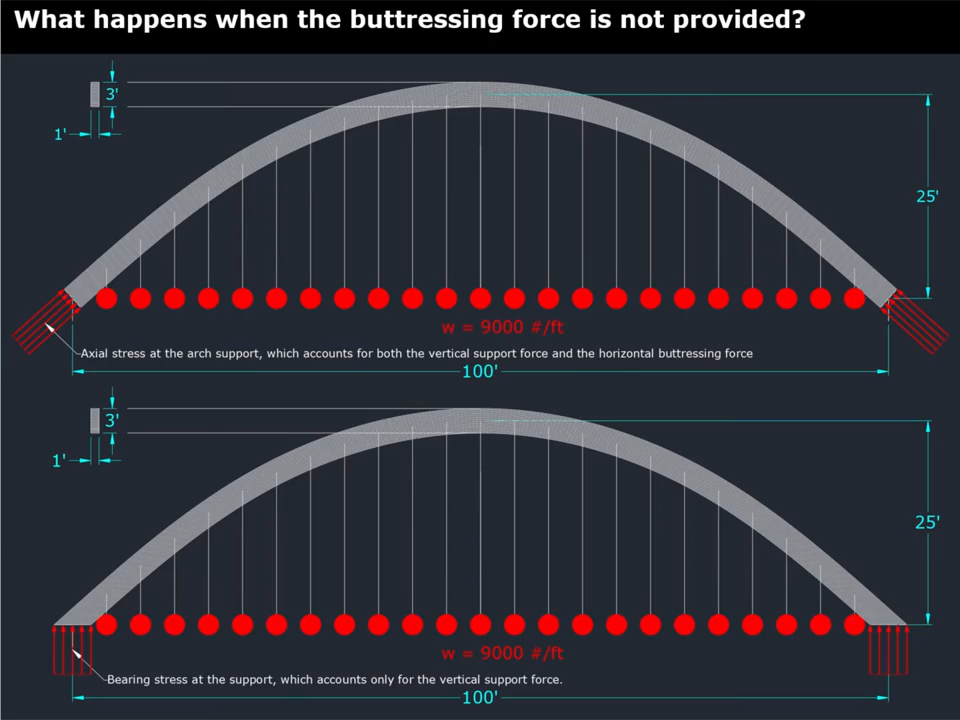 What happens when the buttressing force is not provided?
3'
1'
25'
w = 9000 #/ft
Axial stress at the arch support, which accounts for both the vertical support force and the horizontal buttressing force
100'
3'
1'
25'
w = 9000 #/ft
Bearing stress at the support, which accounts only for the vertical support force.
100'